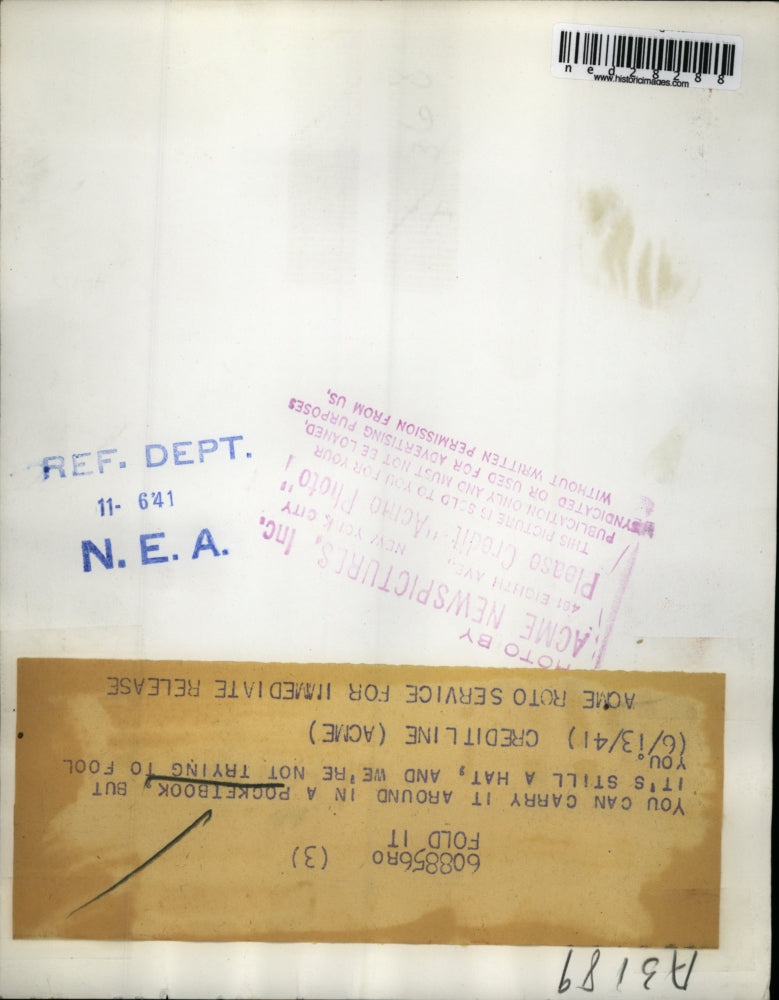 ned28288
www.historicimages.com
REF. DEPT.
11- 6'41
N. E. A.
PHOTO BY
ACME NEWSPICTURES, Inc.
461 EIGHTH AVE., NEW YORK CITY
Please Credit "Acme Photo"
THIS PICTURE IS SOLD TO YOU FOR YOUR
PUBLICATION ONLY AND MUST NOT BE LOANED,
SYNDICATED OR USED FOR ADVERTISING PURPOSES
WITHOUT WRITTEN PERMISSION FROM US.
A3189
608856RO (3)
FOLD IT
YOU CAN CARRY IT AROUND IN A POCKETBOOK, BUT
IT'S STILL A HAT, AND WE'RE NOT TRYING TO FOOL
YOU.
(6/13/41) CREDIT LINE (ACME)
ACME ROTO SERVICE FOR IMMEDIATE RELEASE